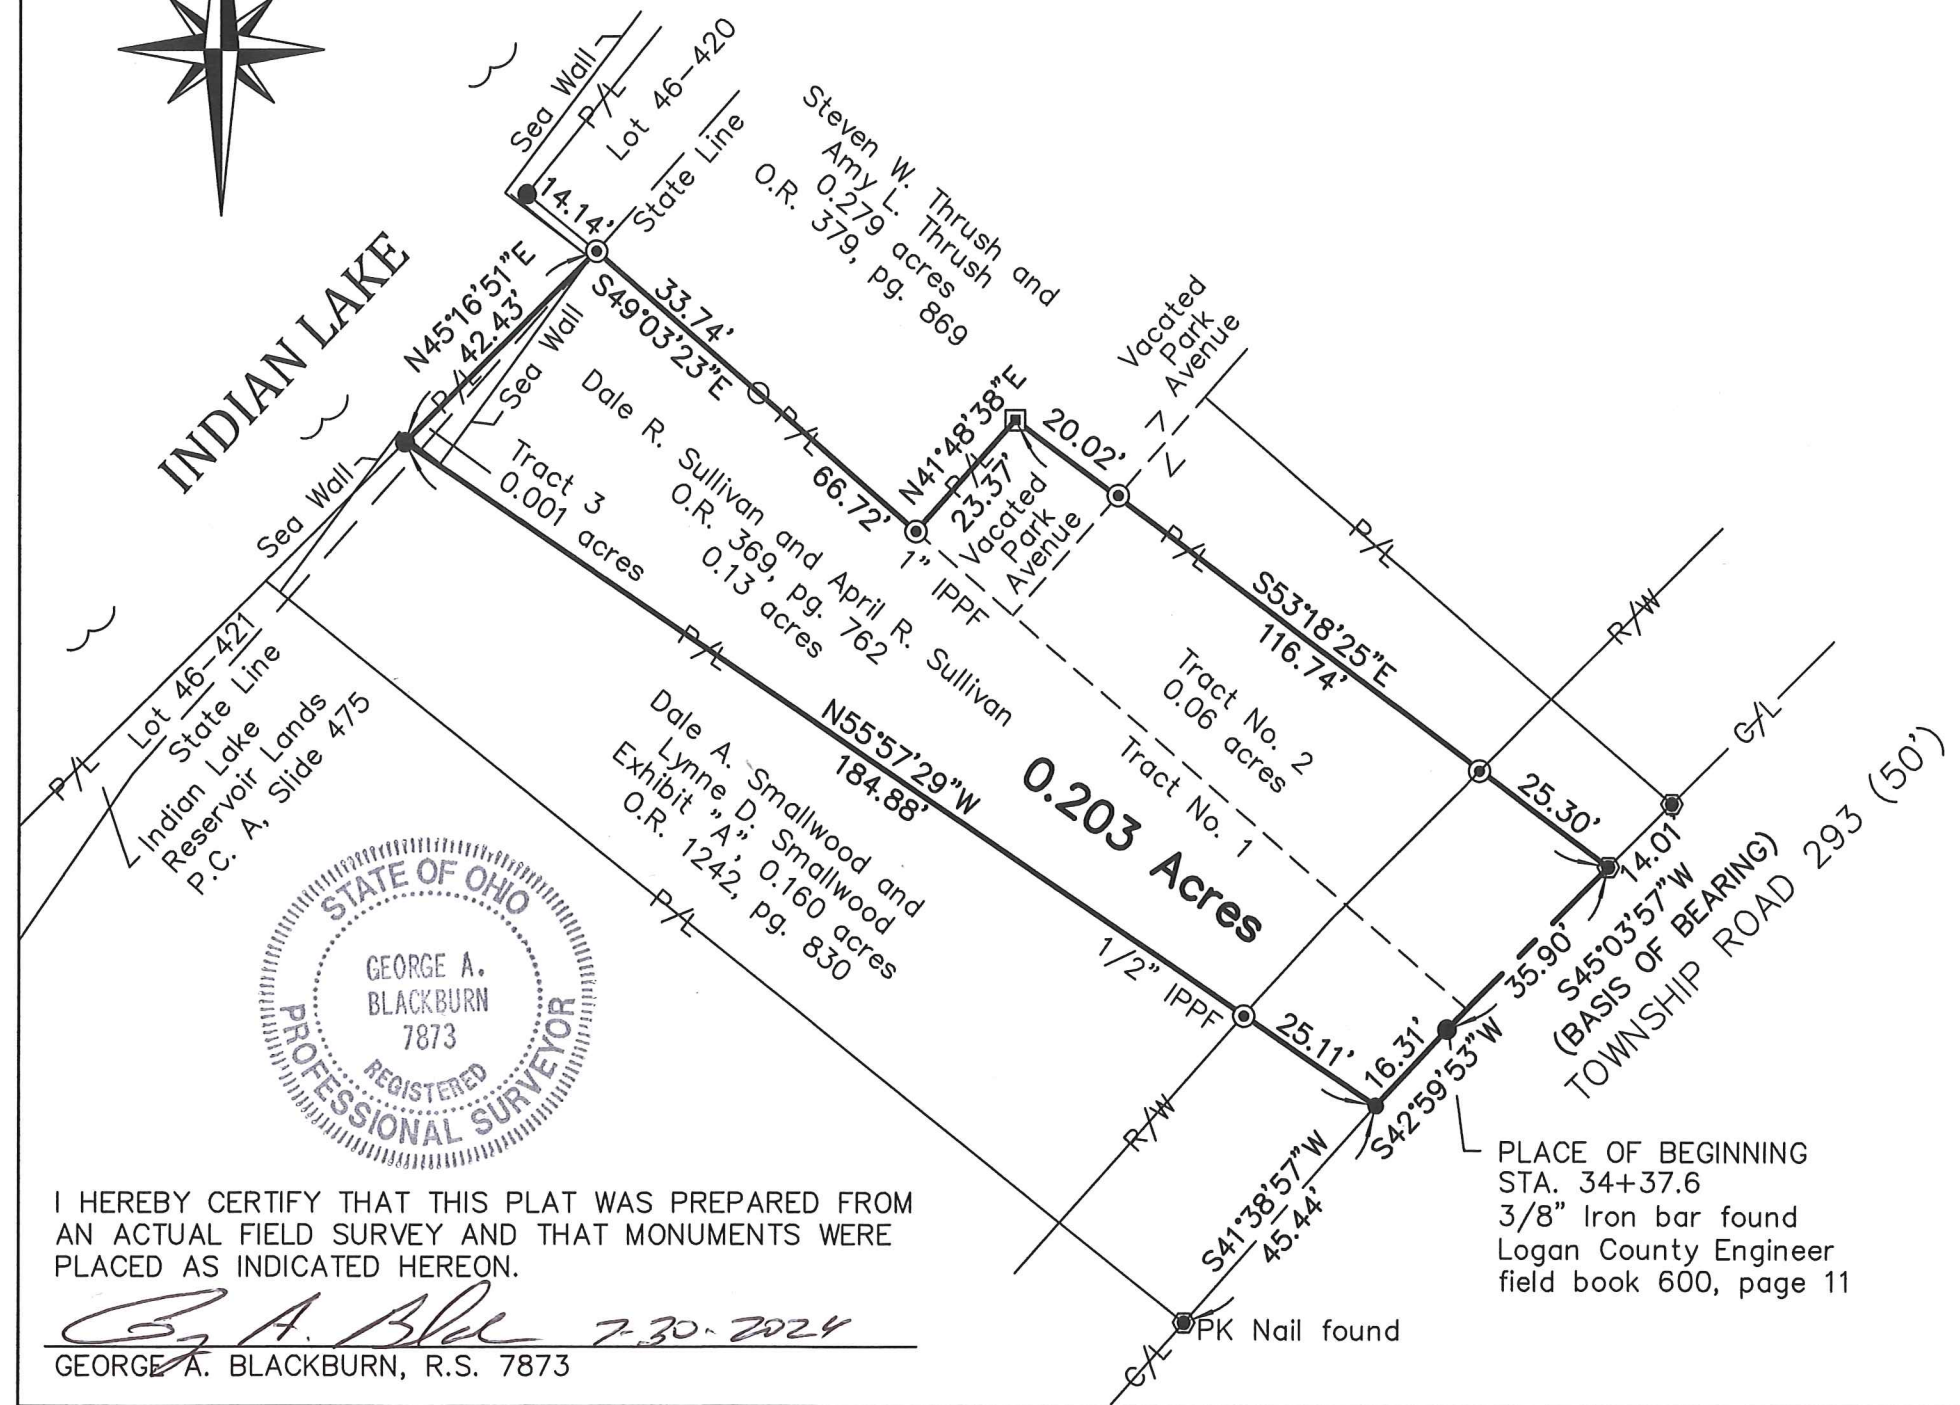 Sea Wall
P/L
Lot 46-420
State Line
14.14'
Steven W. Thrush and
Amy L. Thrush
0.279 acres
O.R. 379, pg. 869
INDIAN LAKE
N45°16'51"E
42.43'
P/L
Sea Wall
33.74'
S49°03'23"E
P/L
66.72'
N41°48'38"E
P/L
23.37'
20.02'
Vacated
Park
Avenue
Vacated
Park
Avenue
1" IPPF
Sea Wall
Tract 3
0.001 acres
Dale R. Sullivan and April R. Sullivan
O.R. 369, pg. 762
0.13 acres
P/L
P/L
S53°18'25"E
116.74'
P/L
R/W
Tract No. 2
0.06 acres
Tract No. 1
P/L
Lot 46-421
State Line
Indian Lake
Reservoir Lands
P.C. A, Slide 475
N55°57'29"W
184.88'
0.203 Acres
Dale A. Smallwood and
Lynne D. Smallwood
Exhibit "A", 0.160 acres
O.R. 1242, pg. 830
P/L
C/L
25.30'
14.01'
S45°03'57"W
(BASIS OF BEARING)
TOWNSHIP ROAD 293 (50')
35.90'
1/2" IPPF
25.11'
16.31'
S42°59'53"W
R/W
S41°38'57"W
45.44'
PLACE OF BEGINNING
STA. 34+37.6
3/8" Iron bar found
Logan County Engineer
field book 600, page 11
PK Nail found
C/L
STATE OF OHIO
GEORGE A.
BLACKBURN
7873
REGISTERED
PROFESSIONAL SURVEYOR
I HEREBY CERTIFY THAT THIS PLAT WAS PREPARED FROM
AN ACTUAL FIELD SURVEY AND THAT MONUMENTS WERE
PLACED AS INDICATED HEREON.
7-30-2024
GEORGE A. BLACKBURN, R.S. 7873